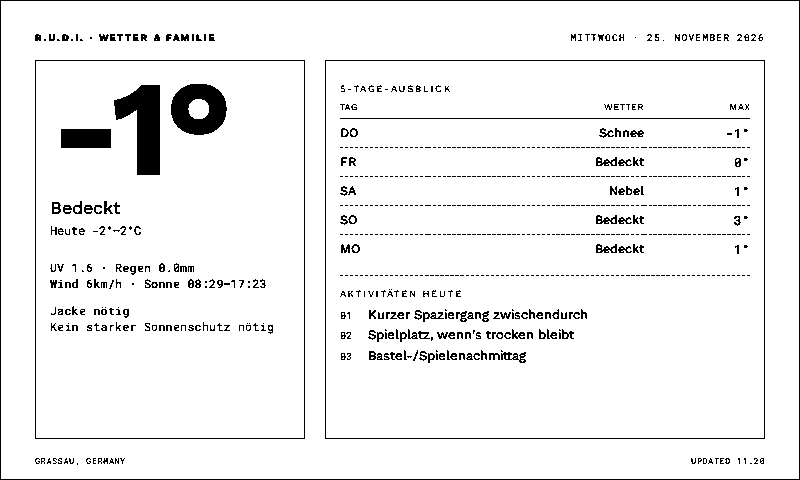 R.U.D.I. · WETTER & FAMILIE
MITTWOCH · 25. NOVEMBER 2026
-1°
Bedeckt
Heute -2°–2°C
UV 1.6 · Regen 0.0mm
Wind 6km/h · Sonne 08:29–17:23
Jacke nötig
Kein starker Sonnenschutz nötig
5-TAGE-AUSBLICK
TAG WETTER MAX
DO Schnee -1°
FR Bedeckt 0°
SA Nebel 1°
SO Bedeckt 3°
MO Bedeckt 1°
AKTIVITÄTEN HEUTE
01 Kurzer Spaziergang zwischendurch
02 Spielplatz, wenn's trocken bleibt
03 Bastel-/Spielenachmittag
GRASSAU, GERMANY
UPDATED 11.20